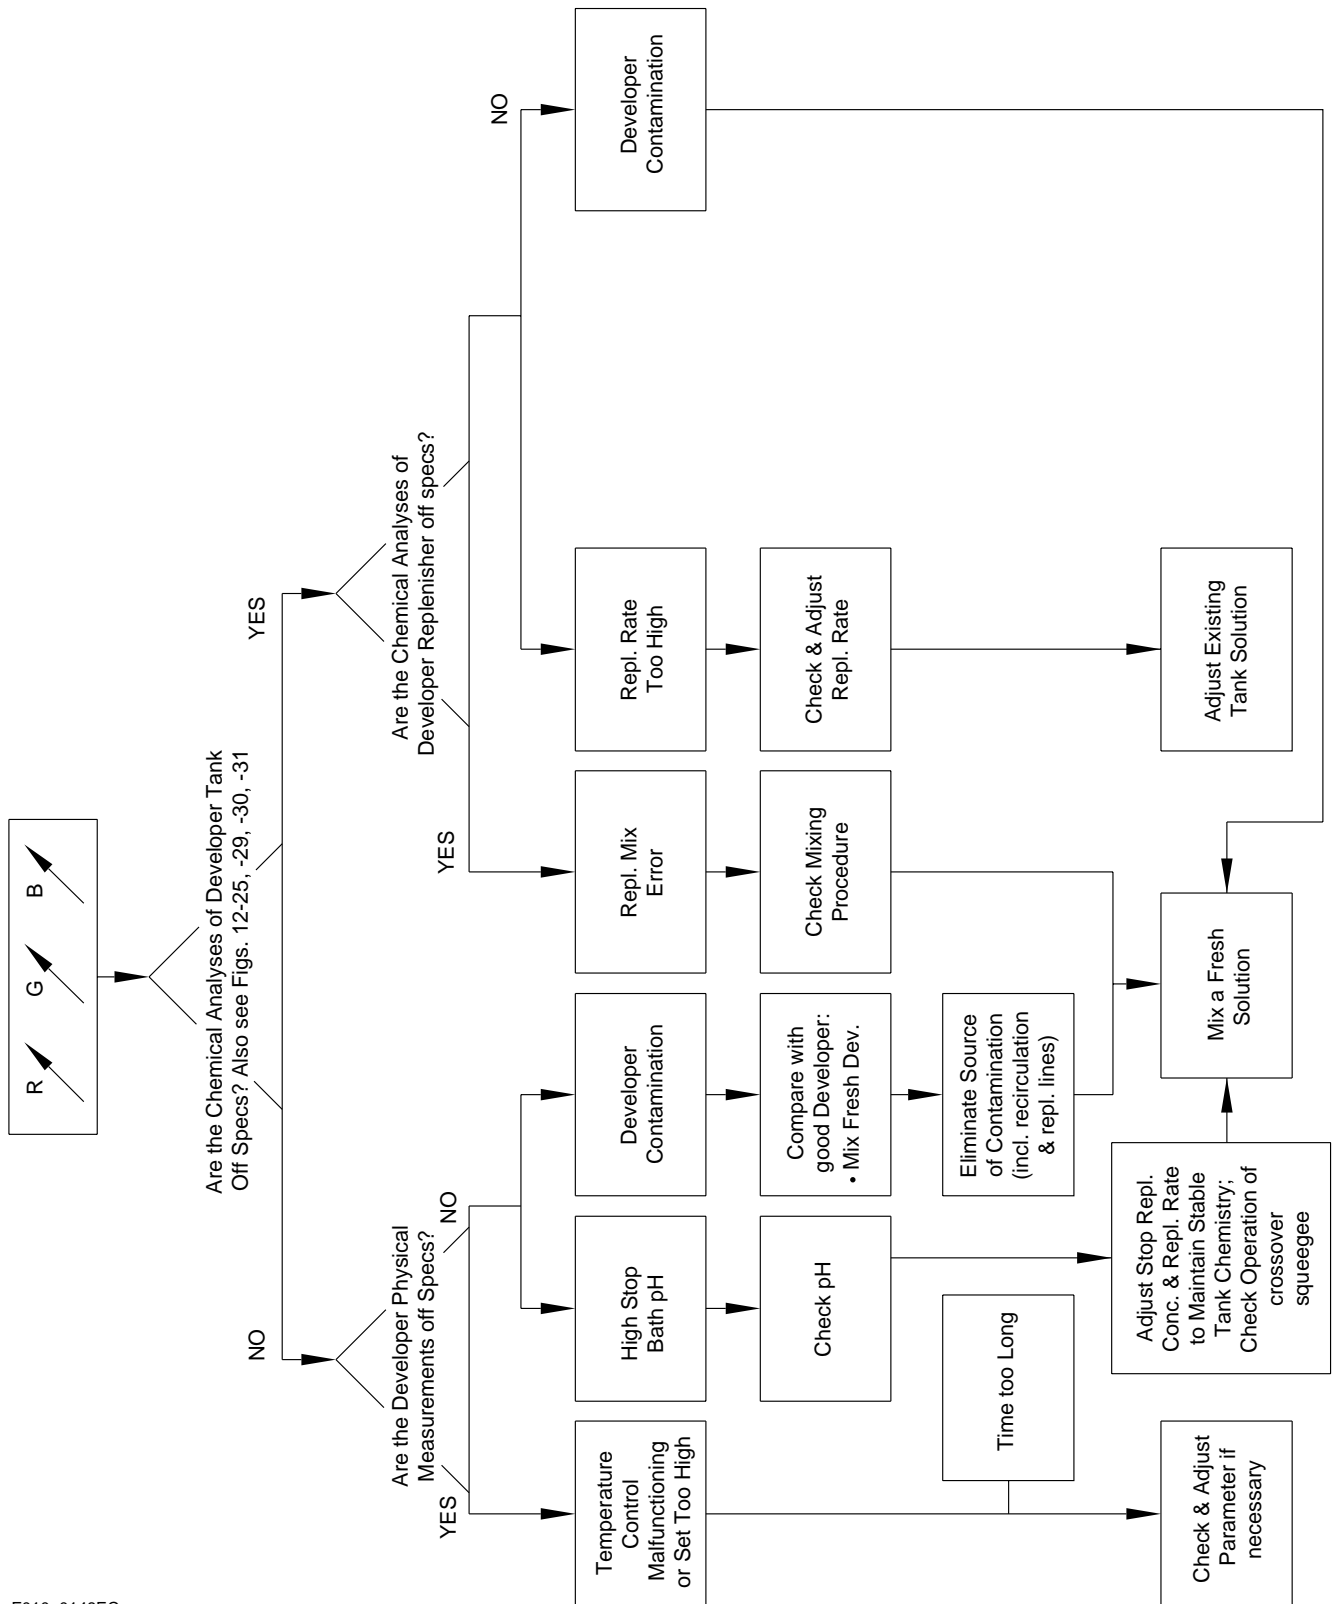 R G B
Are the Chemical Analyses of Developer Tank
Off Specs? Also see Figs. 12-25, -29, -30, -31
NO
YES
Are the Developer Physical
Measurements off Specs?
Are the Chemical Analyses of
Developer Replenisher off specs?
YES
NO
YES
NO
Temperature
Control
Malfunctioning
or Set Too High
High Stop
Bath pH
Developer
Contamination
Repl. Mix
Error
Repl. Rate
Too High
Developer
Contamination
Check pH
Compare with
good Developer:
• Mix Fresh Dev.
Check Mixing
Procedure
Check & Adjust
Repl. Rate
Time too Long
Eliminate Source
of Contamination
(incl. recirculation
& repl. lines)
Adjust Stop Repl.
Conc. & Repl. Rate
to Maintain Stable
Tank Chemistry;
Check Operation of
crossover
squeegee
Check & Adjust
Parameter if
necessary
Mix a Fresh
Solution
Adjust Existing
Tank Solution